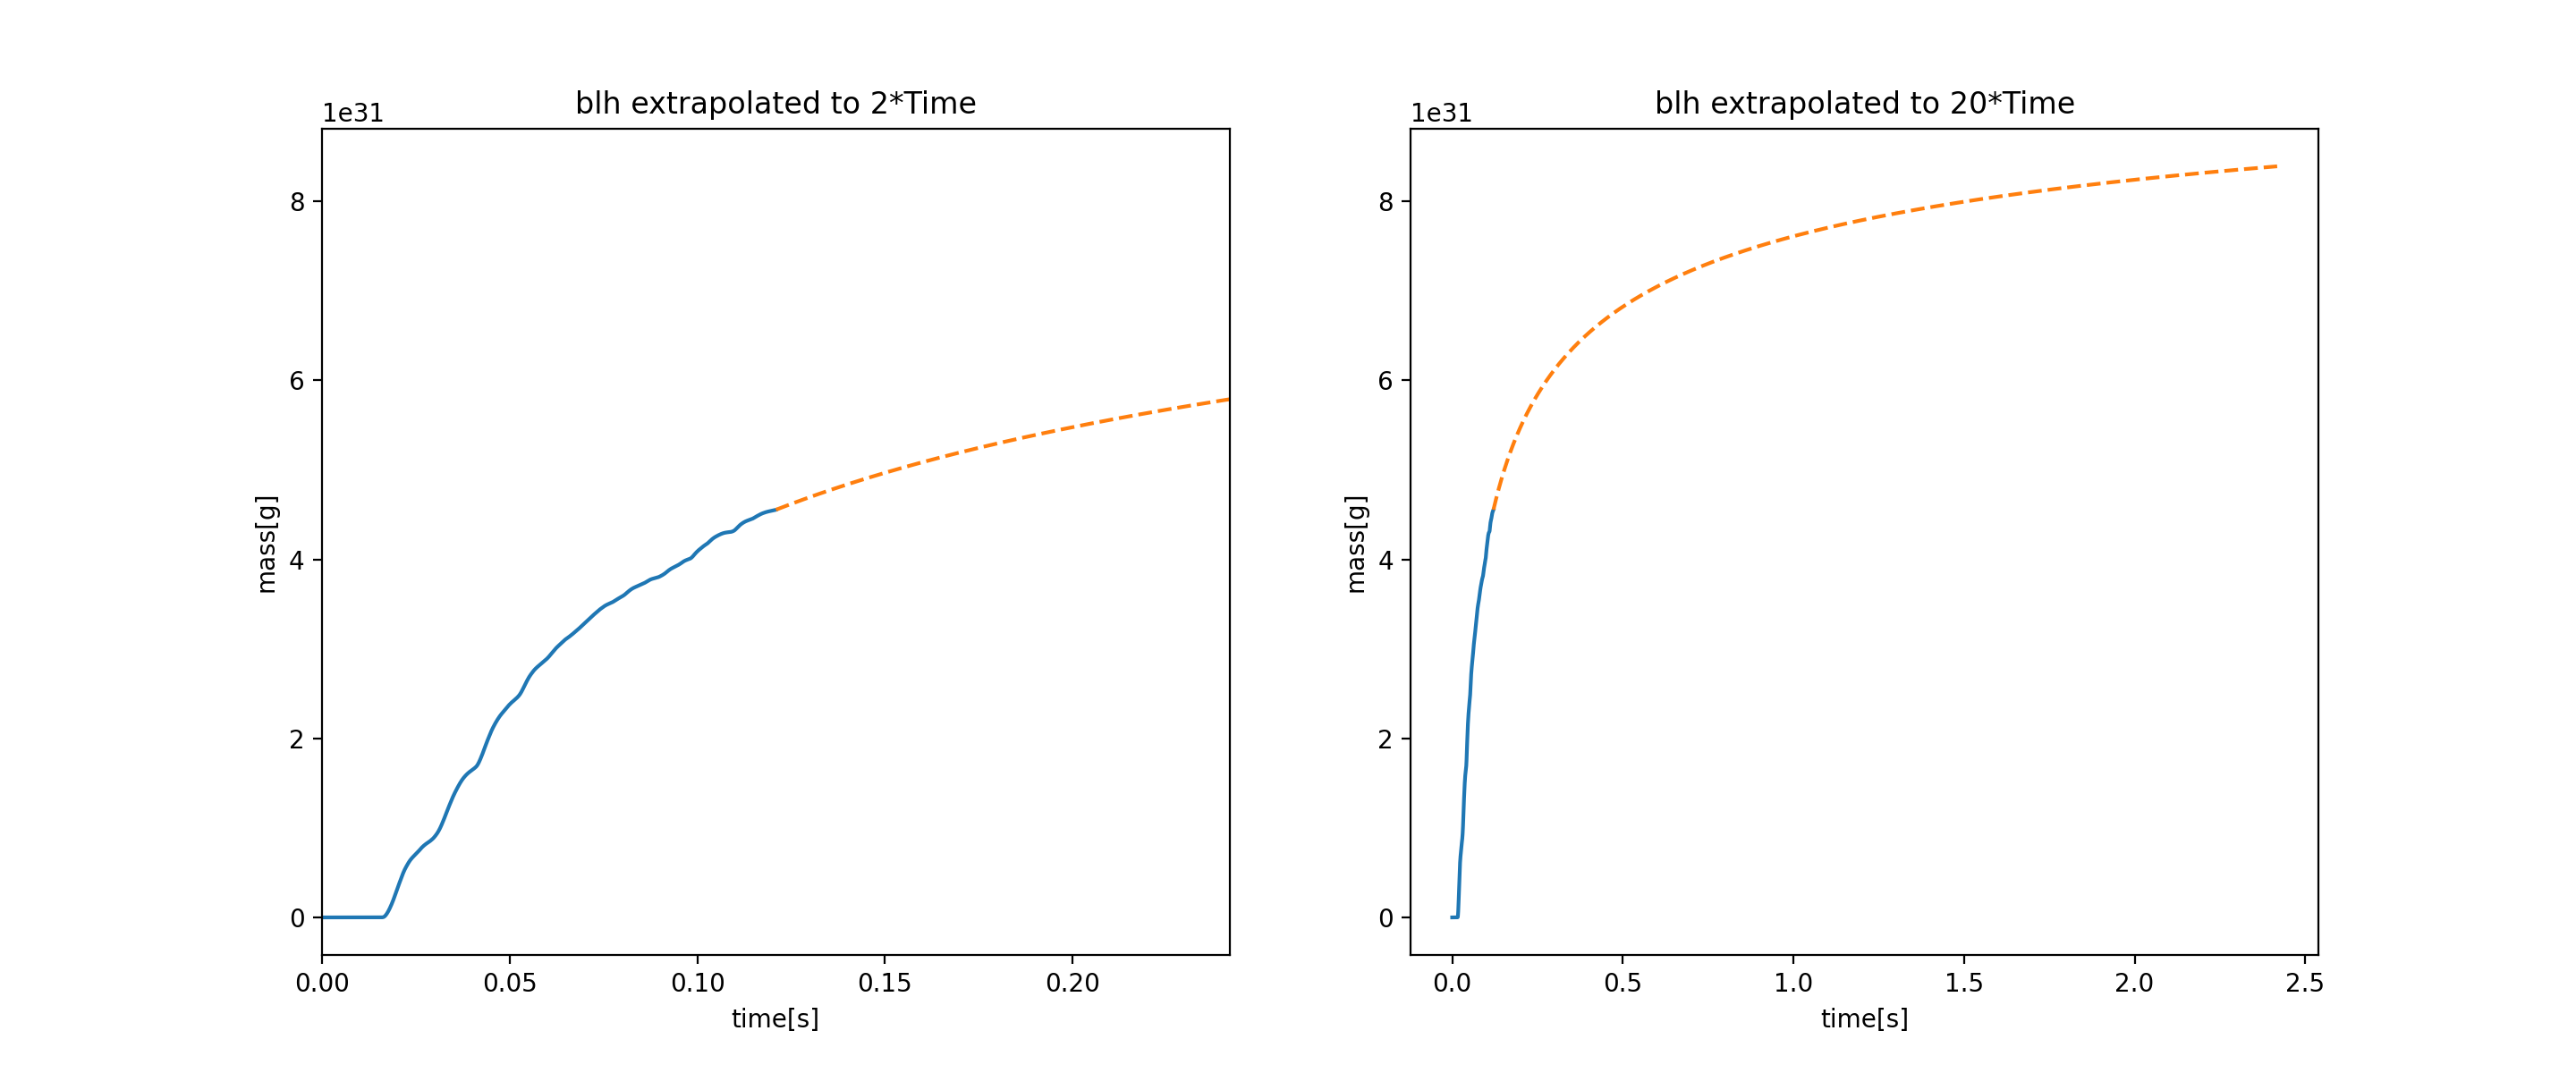 blh extrapolated to 2*Time
1e31
8
6
4
2
0
mass[g]
0.00 0.05 0.10 0.15 0.20
time[s]
blh extrapolated to 20*Time
1e31
8
6
4
2
0
mass[g]
0.0 0.5 1.0 1.5 2.0 2.5
time[s]